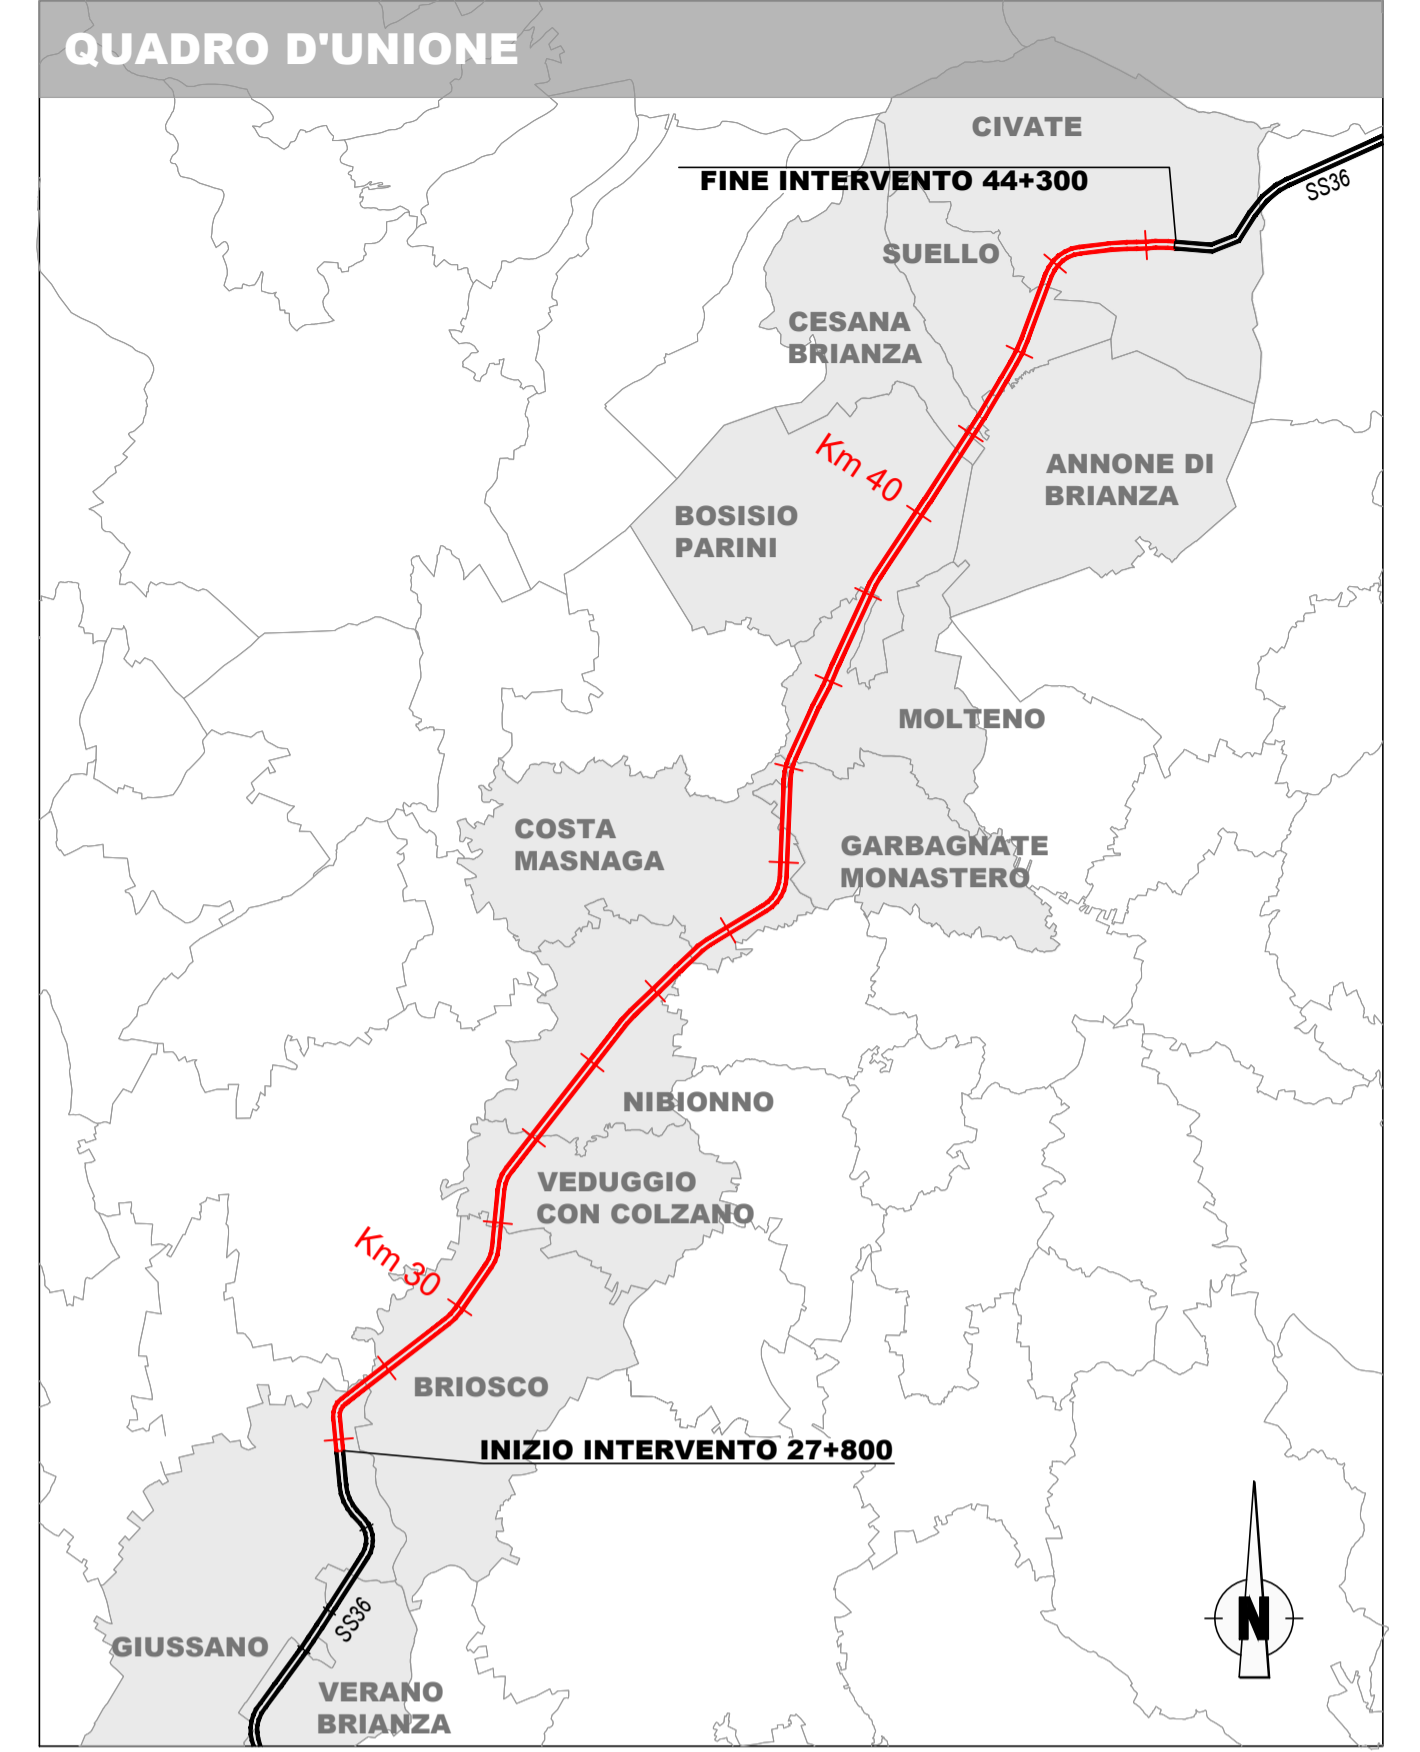 QUADRO D'UNIONE
CIVATE
FINE INTERVENTO 44+300
SS36
SUELLO
CESANA
BRIANZA
Km 40
ANNONE DI
BRIANZA
BOSISIO
PARINI
MOLTENO
COSTA
MASNAGA
GARBAGNATE
MONASTERO
NIBIONNO
VEDUGGIO
CON COLZANO
Km 30
BRIOSCO
INIZIO INTERVENTO 27+800
SS36
N
GIUSSANO
VERANO
BRIANZA